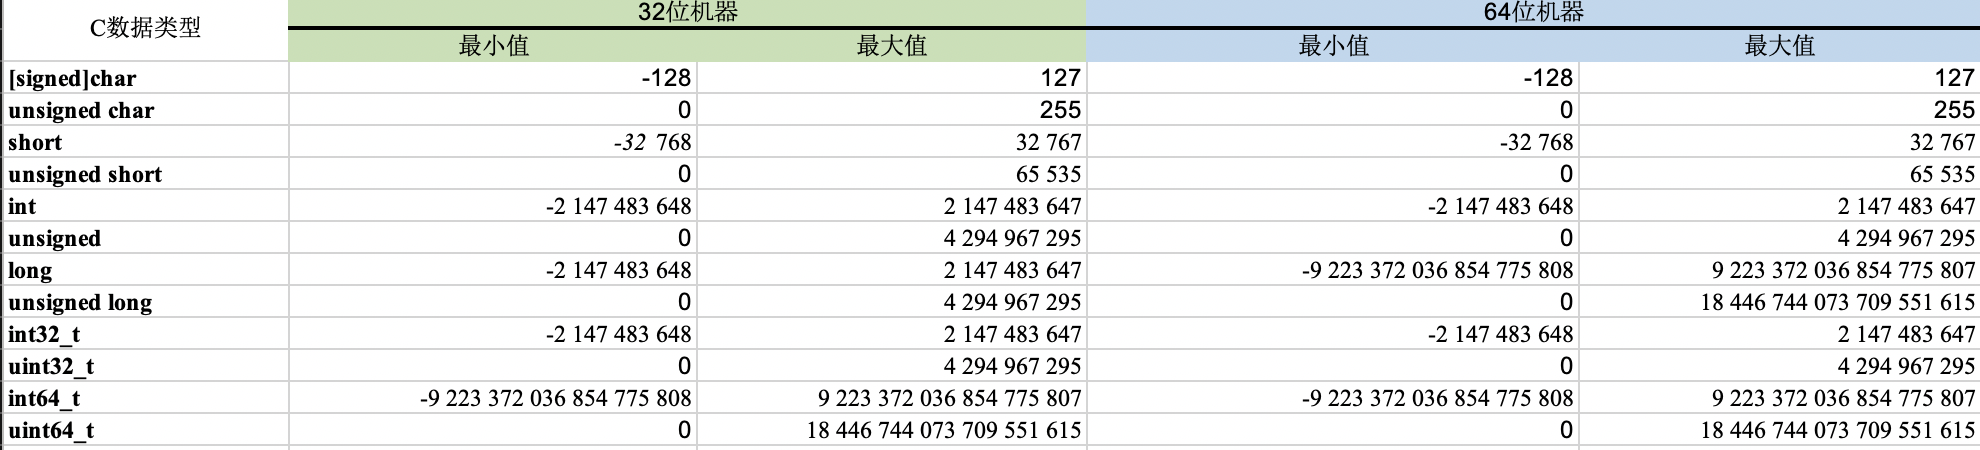 C数据类型 32位机器 64位机器
最小值 最大值 最小值 最大值
[signed]char -128 127 -128 127
unsigned char 0 255 0 255
short -32 768 32 767 -32 768 32 767
unsigned short 0 65 535 0 65 535
int -2 147 483 648 2 147 483 647 -2 147 483 648 2 147 483 647
unsigned 0 4 294 967 295 0 4 294 967 295
long -2 147 483 648 2 147 483 647 -9 223 372 036 854 775 808 9 223 372 036 854 775 807
unsigned long 0 4 294 967 295 0 18 446 744 073 709 551 615
int32_t -2 147 483 648 2 147 483 647 -2 147 483 648 2 147 483 647
uint32_t 0 4 294 967 295 0 4 294 967 295
int64_t -9 223 372 036 854 775 808 9 223 372 036 854 775 807 -9 223 372 036 854 775 808 9 223 372 036 854 775 807
uint64_t 0 18 446 744 073 709 551 615 0 18 446 744 073 709 551 615